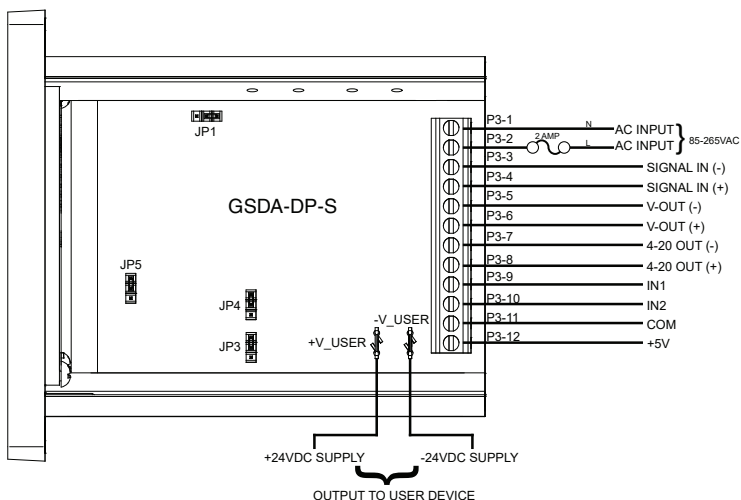 JP1
GSDA-DP-S
JP5
JP4
JP3
-V_USER
+V_USER
P3-1 N AC INPUT
P3-2 2 AMP L AC INPUT
85-265VAC
P3-3 SIGNAL IN (-)
P3-4 SIGNAL IN (+)
P3-5 V-OUT (-)
P3-6 V-OUT (+)
P3-7 4-20 OUT (-)
P3-8 4-20 OUT (+)
P3-9 IN1
P3-10 IN2
P3-11 COM
P3-12 +5V
+24VDC SUPPLY -24VDC SUPPLY
OUTPUT TO USER DEVICE